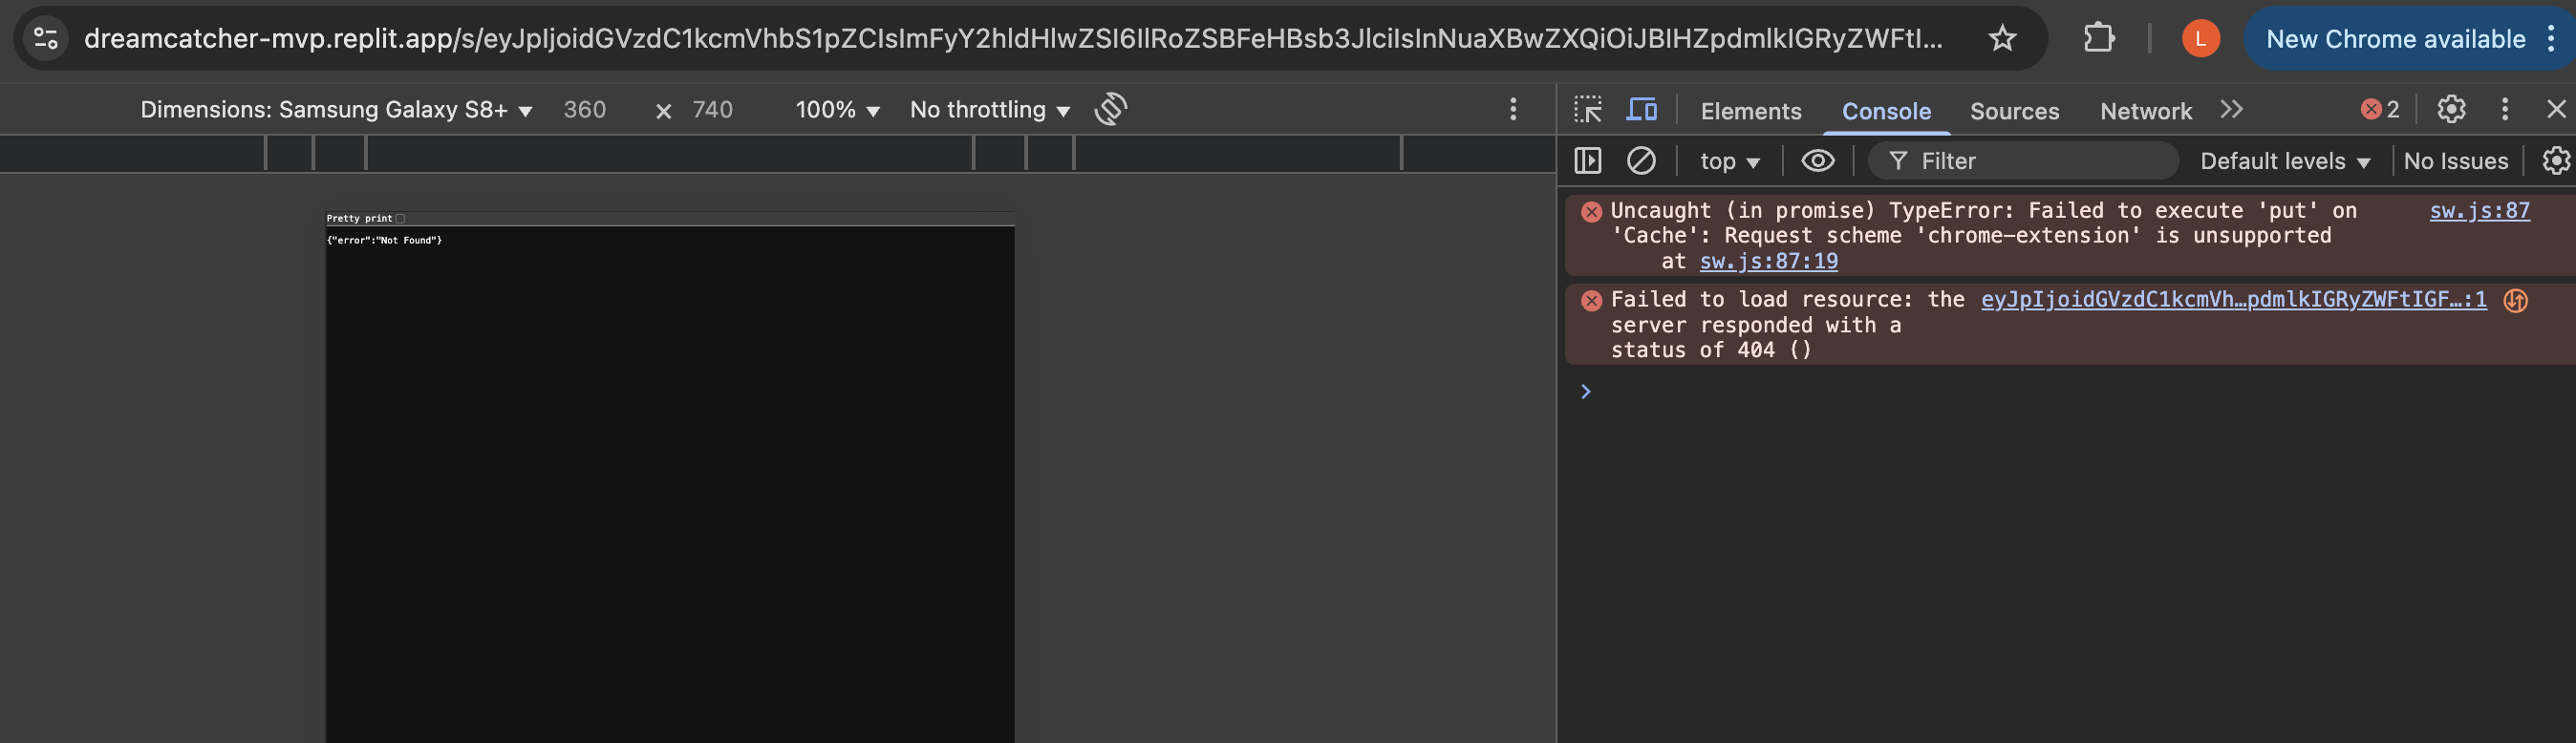 dreamcatcher-mvp.replit.app/s/eyJpIjoidGVzdC1kcmVhbS1pZCIsImFyY2hldHlwZSI6IlRoZSBFeHBsb3JlciIsInNuaXBwZXQiOiJBIHZpdmlkIGRyZWFtI...
L
New Chrome available
Dimensions: Samsung Galaxy S8+ 360 × 740 100% No throttling
Elements Console Sources Network 2
top Filter Default levels No Issues
Pretty print
{"error":"Not Found"}
Uncaught (in promise) TypeError: Failed to execute 'put' on sw.js:87
'Cache': Request scheme 'chrome-extension' is unsupported
at sw.js:87:19
Failed to load resource: the eyJpIjoidGVzdC1kcmVh…pdmlkIGRyZWFtIGF…:1
server responded with a
status of 404 ()